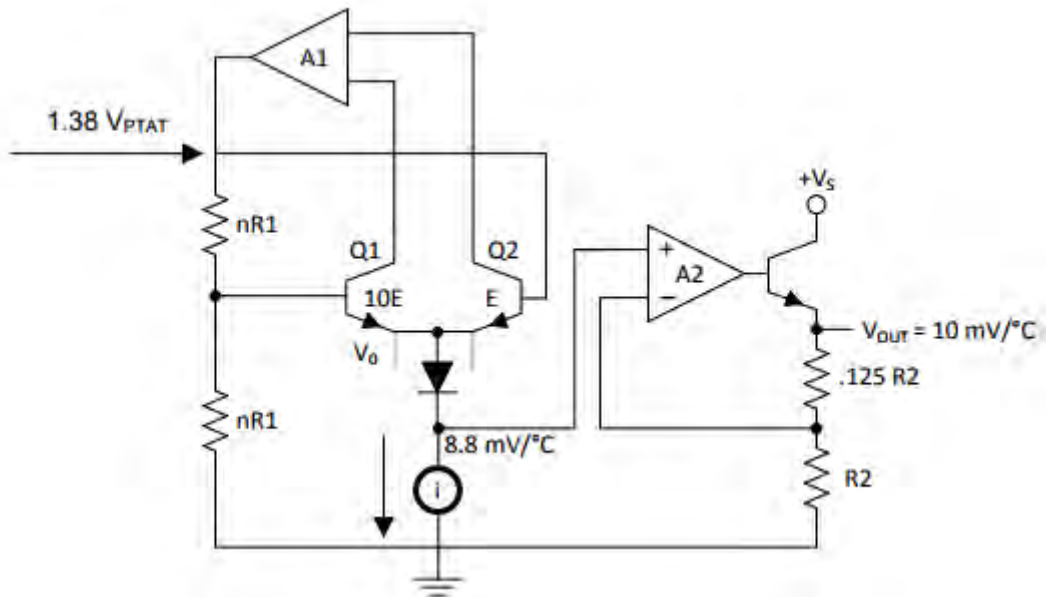 A1
1.38 VPTAT
nR1
+Vs
Q1
Q2
+
A2
−
10E
E
V0
VOUT = 10 mV/°C
.125 R2
nR1
8.8 mV/°C
i
R2